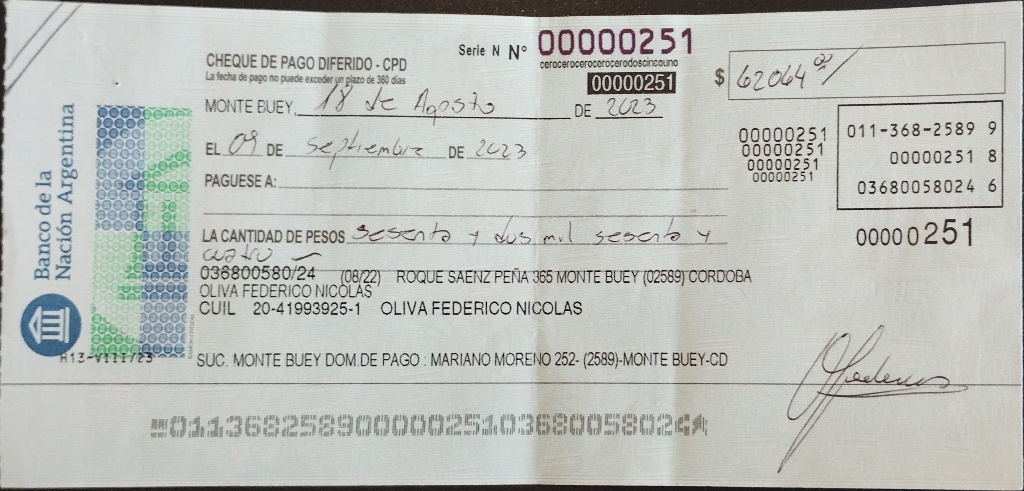 Serie N Nº 00000251
cerocerocerocerocerodoscincouno
00000251
CHEQUE DE PAGO DIFERIDO - CPD
La fecha de pago no puede exceder un plazo de 360 días
$ 62064 00/
MONTE BUEY, 18 de Agosto DE 2023
EL 09 DE Septiembre DE 2023
PAGUESE A:
LA CANTIDAD DE PESOS sesenta y dos mil sesenta y
cuatro
00000251
00000251
00000251
00000251
011-368-2589 9
00000251 8
03680058024 6
00000251
036800580/24 (08/22) ROQUE SAENZ PEÑA 365 MONTE BUEY (02589) CORDOBA
OLIVA FEDERICO NICOLAS
CUIL 20-41993925-1 OLIVA FEDERICO NICOLAS
SUC. MONTE BUEY DOM.DE PAGO : MARIANO MORENO 252- (2589)-MONTE BUEY-CD
Banco de la
Nación Argentina
H13-VIII/23
01136825890000025103680058024